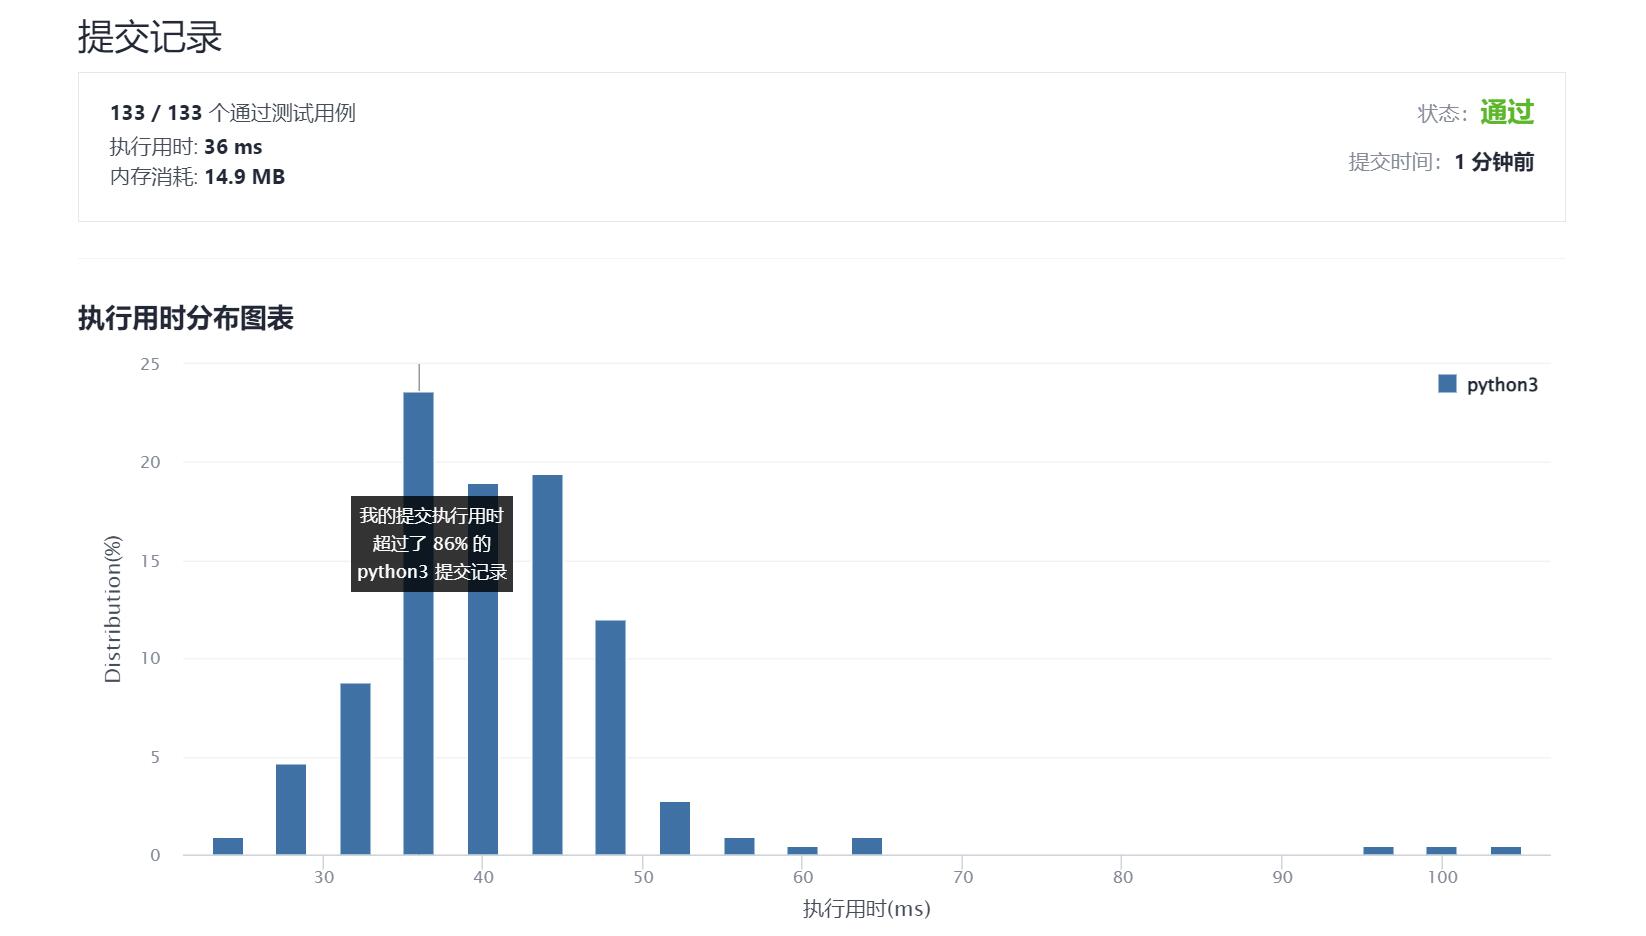 提交记录
133 / 133 个通过测试用例
状态：通过
执行用时: 36 ms
提交时间：1 分钟前
内存消耗: 14.9 MB
执行用时分布图表
25
20
15
10
5
0
Distribution(%)
python3
我的提交执行用时
超过了 86% 的
python3 提交记录
30 40 50 60 70 80 90 100
执行用时(ms)